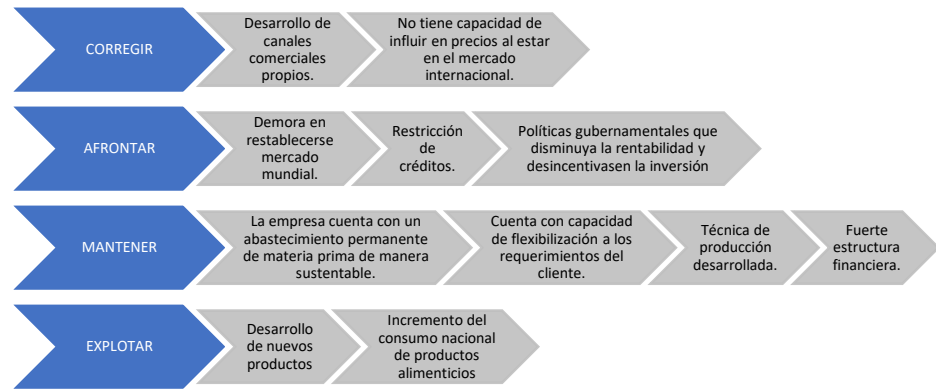 CORREGIR
Desarrollo de
canales
comerciales
propios.
No tiene capacidad de
influir en precios al estar
en el mercado
internacional.
AFRONTAR
Demora en
restablecerse
mercado
mundial.
Restricción
de
créditos.
Políticas gubernamentales que
disminuya la rentabilidad y
desincentivasen la inversión
MANTENER
La empresa cuenta con un
abastecimiento permanente
de materia prima de manera
sustentable.
Cuenta con capacidad
de flexibilización a los
requerimientos del
cliente.
Técnica de
producción
desarrollada.
Fuerte
estructura
financiera.
EXPLOTAR
Desarrollo
de nuevos
productos
Incremento del
consumo nacional
de productos
alimenticios